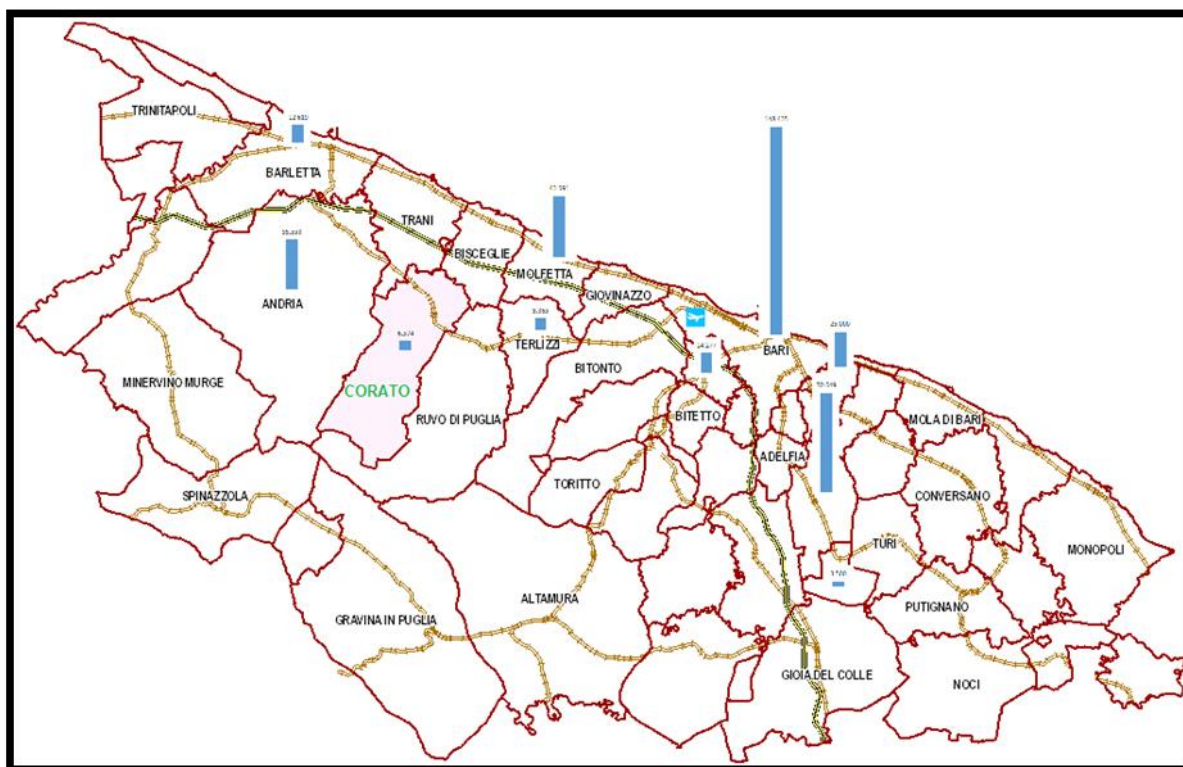 TRINITAPOLI
BARLETTA
TRANI
BISCEGLIE
MOLFETTA
GIOVINAZZO
ANDRIA
TERLIZZI
BARI
BITONTO
MINERVINO MURGE
CORATO
RUVO DI PUGLIA
BITETTO
MOLA DI BARI
ADELFIA
TORITTO
SPINAZZOLA
CONVERSANO
TURI
MONOPOLI
ALTAMURA
PUTIGNANO
GRAVINA IN PUGLIA
GIOIA DEL COLLE
NOCI